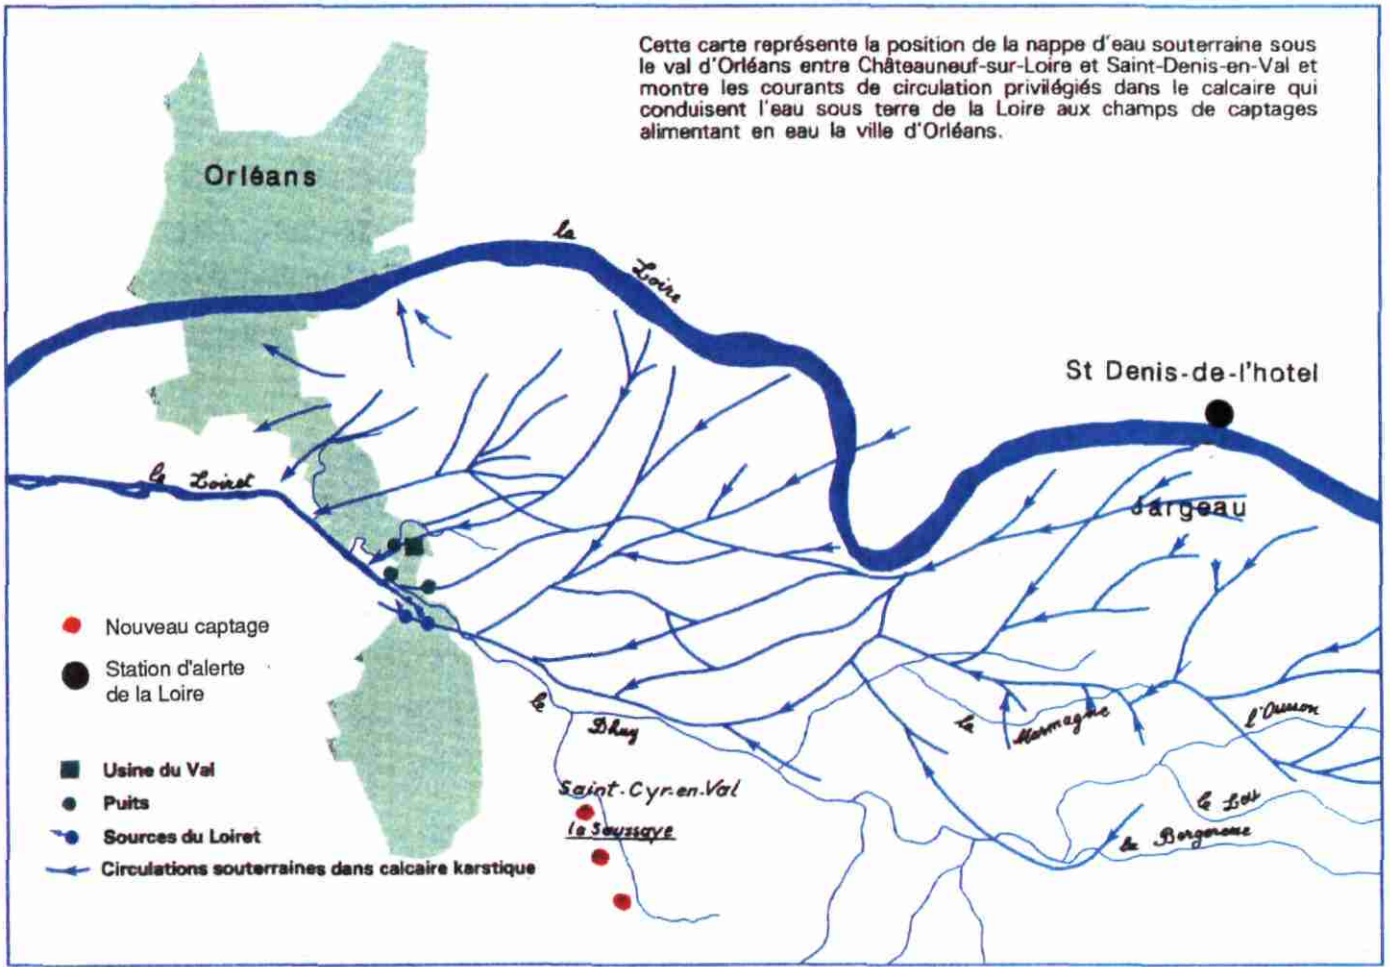 Cette carte représente la position de la nappe d'eau souterraine sous
le val d'Orléans entre Châteauneuf-sur-Loire et Saint-Denis-en-Val et
montre les courants de circulation privilégiés dans le calcaire qui
conduisent l'eau sous terre de la Loire aux champs de captages
alimentant en eau la ville d'Orléans.
Orléans
la
Loire
St Denis-de-l'hotel
le Loiret
Jargeau
Nouveau captage
Station d'alerte
de la Loire
le
Dhuy
la
Marmagne
l'Ousson
Usine du Val
Puits
Sources du Loiret
Circulations souterraines dans calcaire karstique
Saint-Cyr-en-Val
la Saussaye
le
la